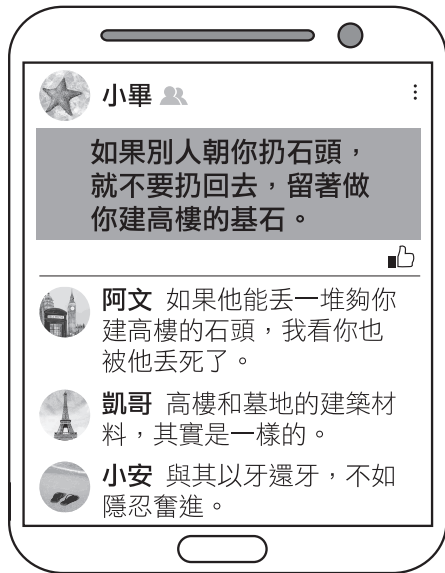 小畢
如果別人朝你扔石頭，
就不要扔回去，留著做
你建高樓的基石。
阿文 如果他能丟一堆夠你
建高樓的石頭，我看你也
被他丟死了。
凱哥 高樓和墓地的建築材
料，其實是一樣的。
小安 與其以牙還牙，不如
隱忍奮進。